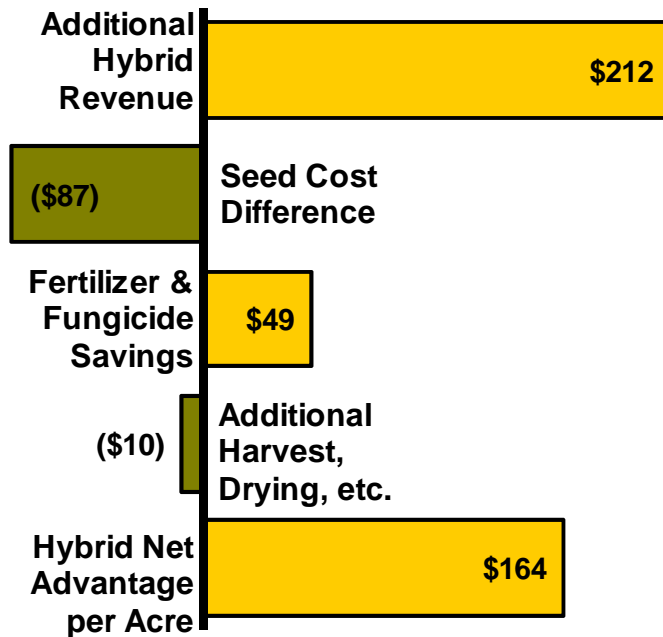 Additional
Hybrid
Revenue
$212
($87)
Seed Cost
Difference
Fertilizer &
Fungicide
Savings
$49
($10)
Additional
Harvest,
Drying, etc.
Hybrid Net
Advantage
per Acre
$164